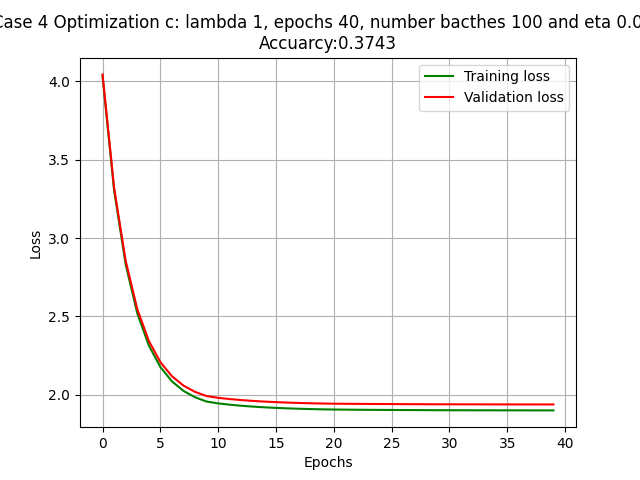 Case 4 Optimization c: lambda 1, epochs 40, number bacthes 100 and eta 0.0
Accuarcy:0.3743
Training loss
Validation loss
4.0
3.5
3.0
2.5
2.0
Loss
0 5 10 15 20 25 30 35 40
Epochs